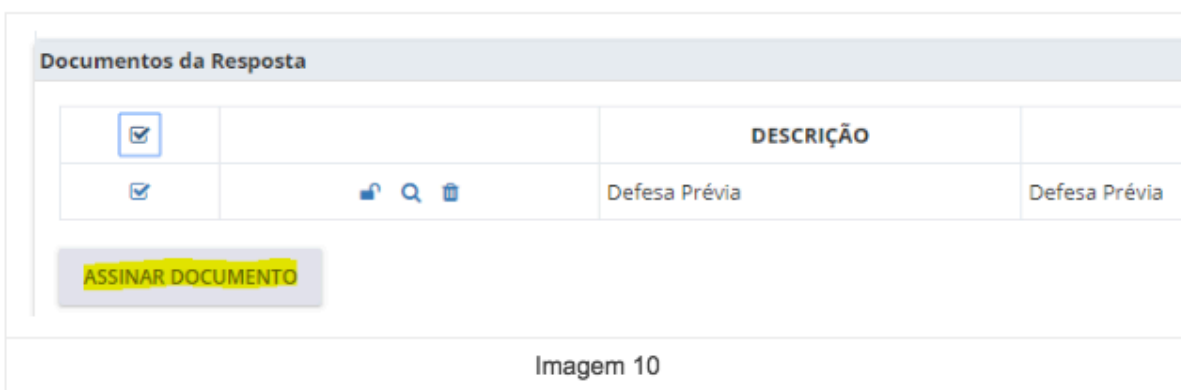 Documentos da Resposta
DESCRIÇÃO
Defesa Prévia Defesa Prévia
ASSINAR DOCUMENTO
Imagem 10